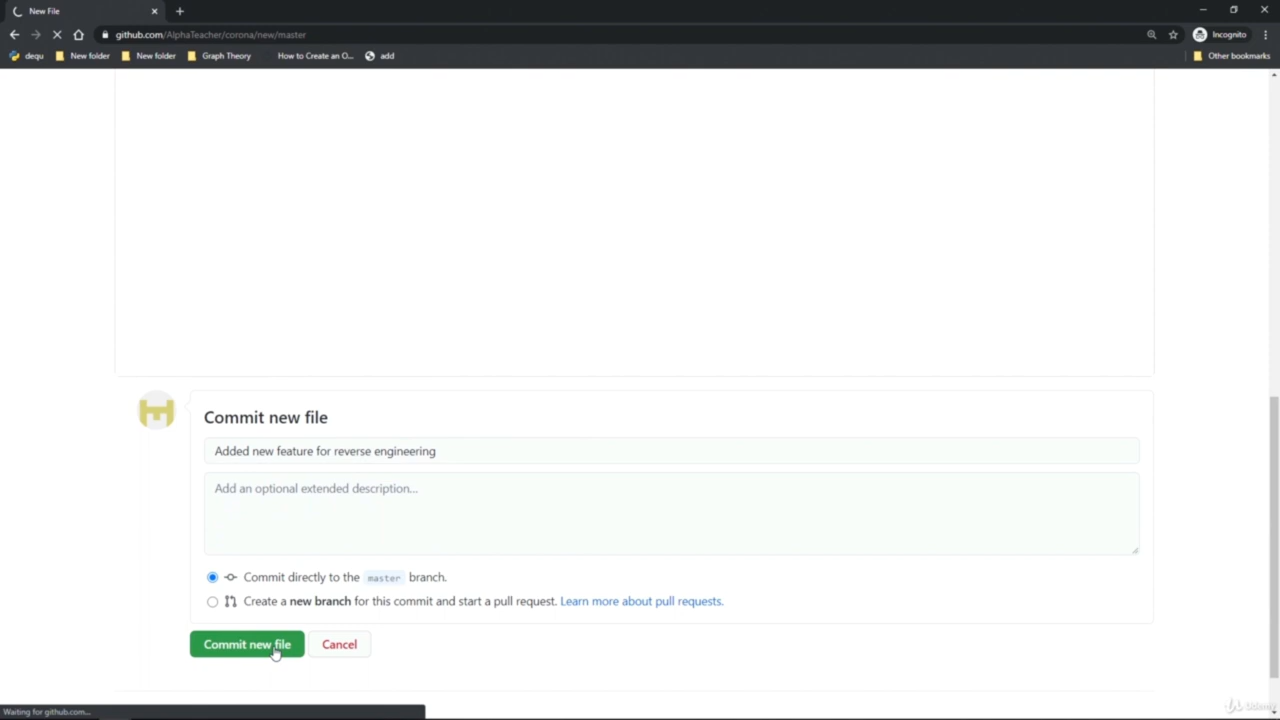 New File
github.com/AlphaTeacher/corona/new/master
Incognito
dequ
New folder
New folder
Graph Theory
How to Create an O...
add
Other bookmarks
Commit new file
Added new feature for reverse engineering
Add an optional extended description...
Commit directly to the master branch.
Create a new branch for this commit and start a pull request. Learn more about pull requests.
Commit new file
Cancel
Waiting for github.com...
Udemy